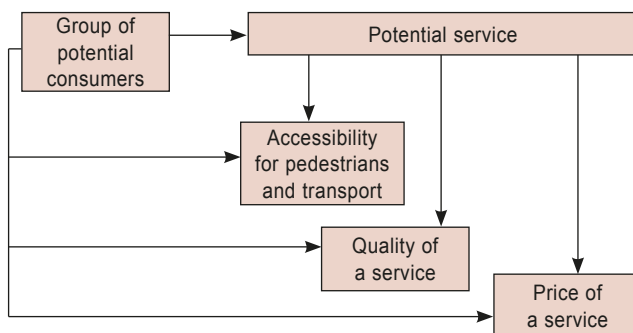 Group of
potential
consumers
Potential service
Accessibility
for pedestrians
and transport
Quality of
a service
Price of
a service